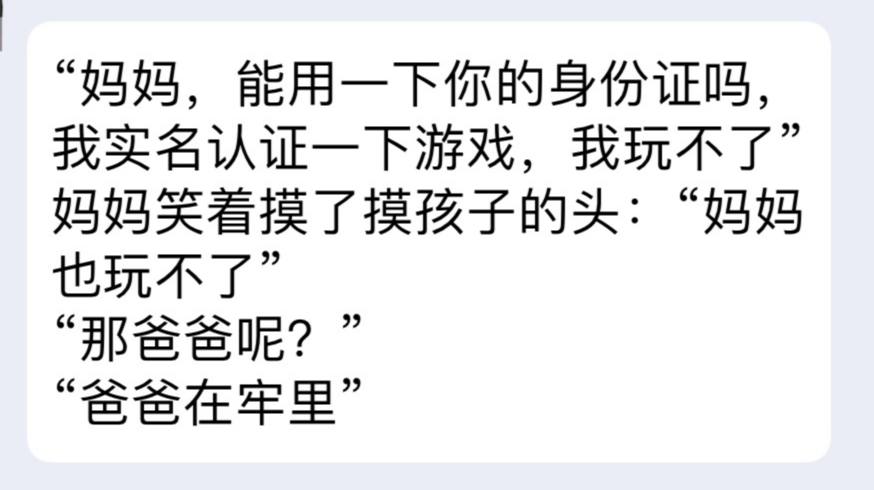 “妈妈，能用一下你的身份证吗，
我实名认证一下游戏，我玩不了”
妈妈笑着摸了摸孩子的头：“妈妈
也玩不了”
“那爸爸呢？”
“爸爸在牢里”